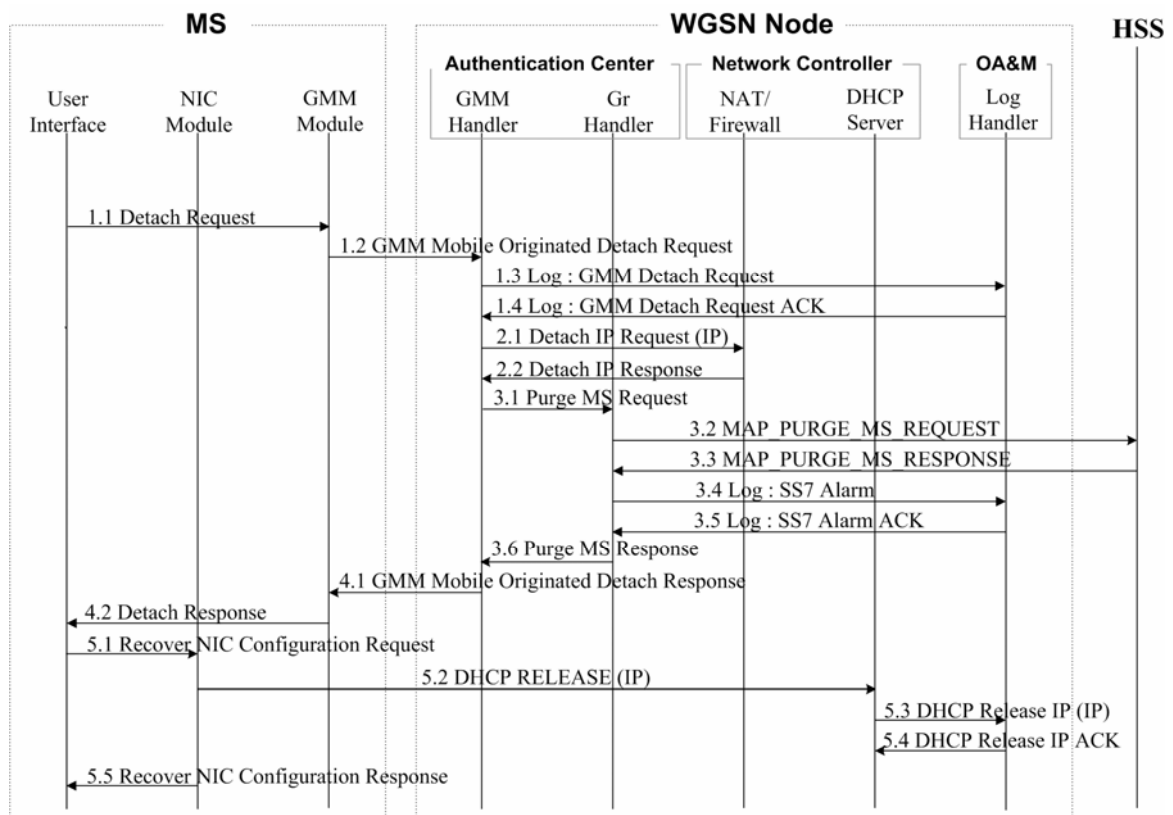 MS
WGSN Node
HSS
Authentication Center
Network Controller
OA&M
User
Interface
NIC
Module
GMM
Module
GMM
Handler
Gr
Handler
NAT/
Firewall
DHCP
Server
Log
Handler
1.1 Detach Request
1.2 GMM Mobile Originated Detach Request
1.3 Log : GMM Detach Request
1.4 Log : GMM Detach Request ACK
2.1 Detach IP Request (IP)
2.2 Detach IP Response
3.1 Purge MS Request
3.2 MAP_PURGE_MS_REQUEST
3.3 MAP_PURGE_MS_RESPONSE
3.4 Log : SS7 Alarm
3.5 Log : SS7 Alarm ACK
3.6 Purge MS Response
4.1 GMM Mobile Originated Detach Response
4.2 Detach Response
5.1 Recover NIC Configuration Request
5.2 DHCP RELEASE (IP)
5.3 DHCP Release IP (IP)
5.4 DHCP Release IP ACK
5.5 Recover NIC Configuration Response